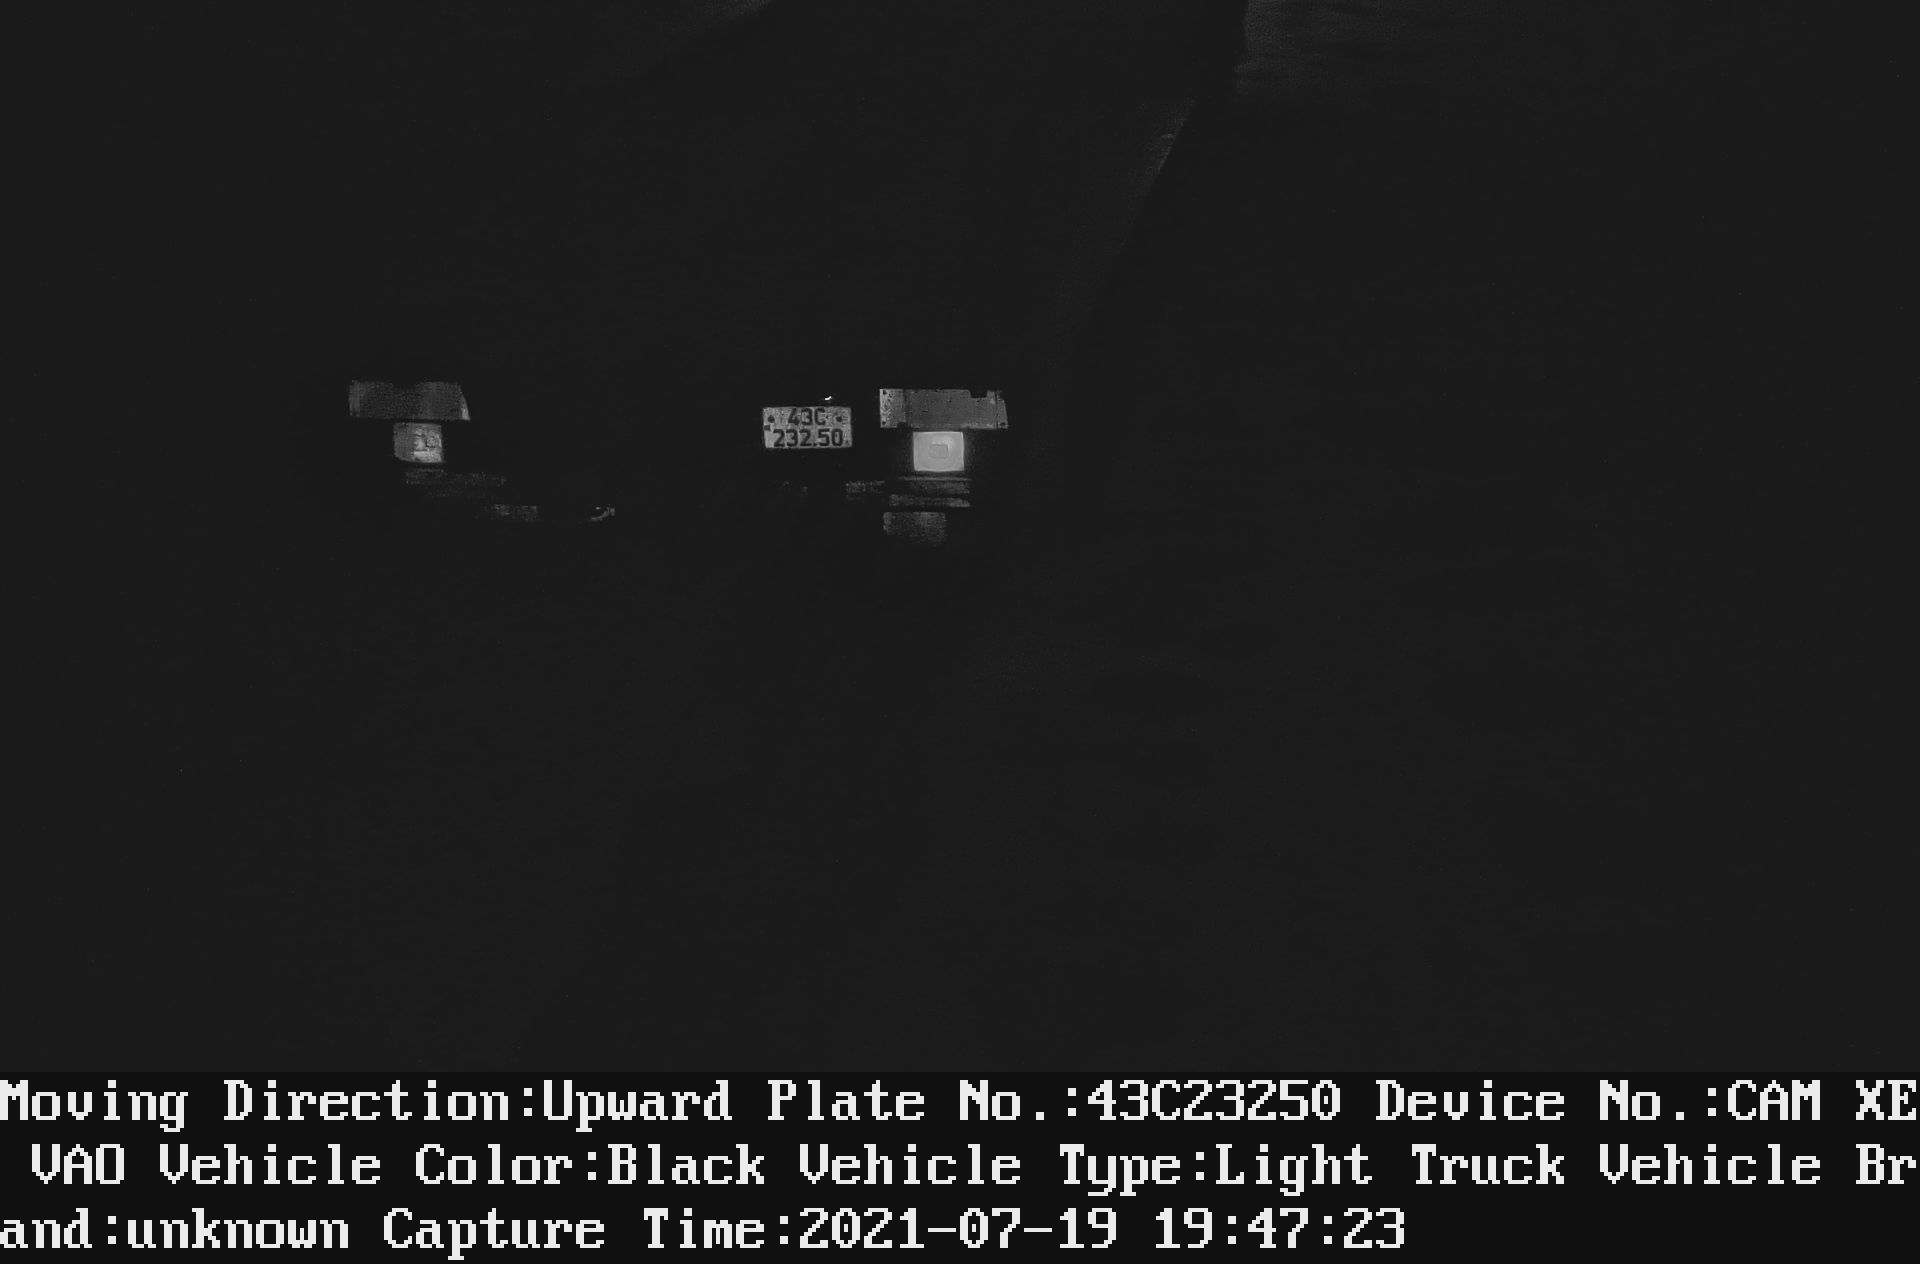 43C
232.50
Moving Direction:Upward Plate No.:43C23250 Device No.:CAM XE
VAO Vehicle Color:Black Vehicle Type:Light Truck Vehicle Br
and:unknown Capture Time:2021-07-19 19:47:23